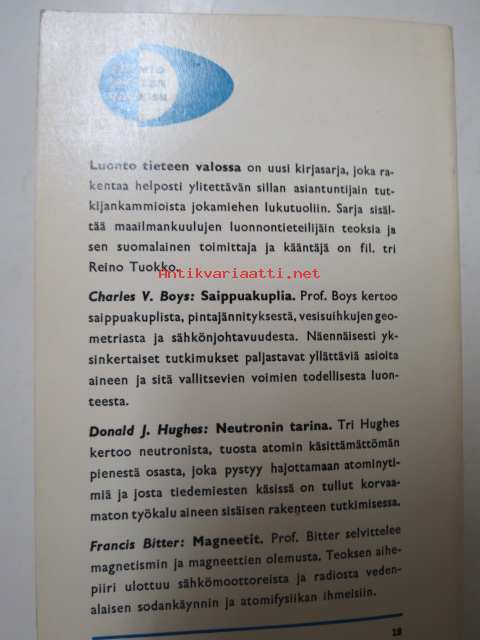 Luonto tieteen valossa on uusi kirjasarja, joka ra-
kentaa helposti ylitettävän sillan asiantuntijain tut-
kijankammioista jokamiehen lukutuoliin. Sarja sisäl-
tää maailmankuulujen luonnontieteilijäin teoksia ja
sen suomalainen toimittaja ja kääntäjä on fil. tri
Reino Tuokko.
Antikvariaatti.net
Charles V. Boys: Saippuakuplia. Prof. Boys kertoo
saippuakuplista, pintajännityksestä, vesisuihkujen geo-
metriasta ja sähkönjohtavuudesta. Näennäisesti yk-
sinkertaiset tutkimukset paljastavat yllättäviä asioita
aineen ja sitä vallitsevien voimien todellisesta luon-
teesta.
Donald J. Hughes: Neutronin tarina. Tri Hughes
kertoo neutronista, tuosta atomin käsittämättömän
pienestä osasta, joka pystyy hajottamaan atominyti-
miä ja josta tiedemiesten käsissä on tullut korvaa-
maton työkalu aineen sisäisen rakenteen tutkimisessa.
Francis Bitter: Magneetit. Prof. Bitter selvittelee
magnetismin ja magneettien olemusta. Teoksen aihe-
piiri ulottuu sähkömoottoreista ja radiosta veden-
alaisen sodankäynnin ja atomifysiikan ihmeisiin.
18